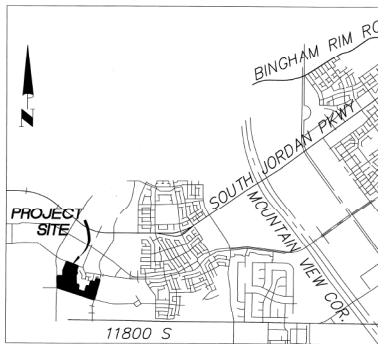 BINGHAM RIM RO
N
SOUTH JORDAN PKWY
MOUNTAIN VIEW COR.
PROJECT
SITE
11800 S